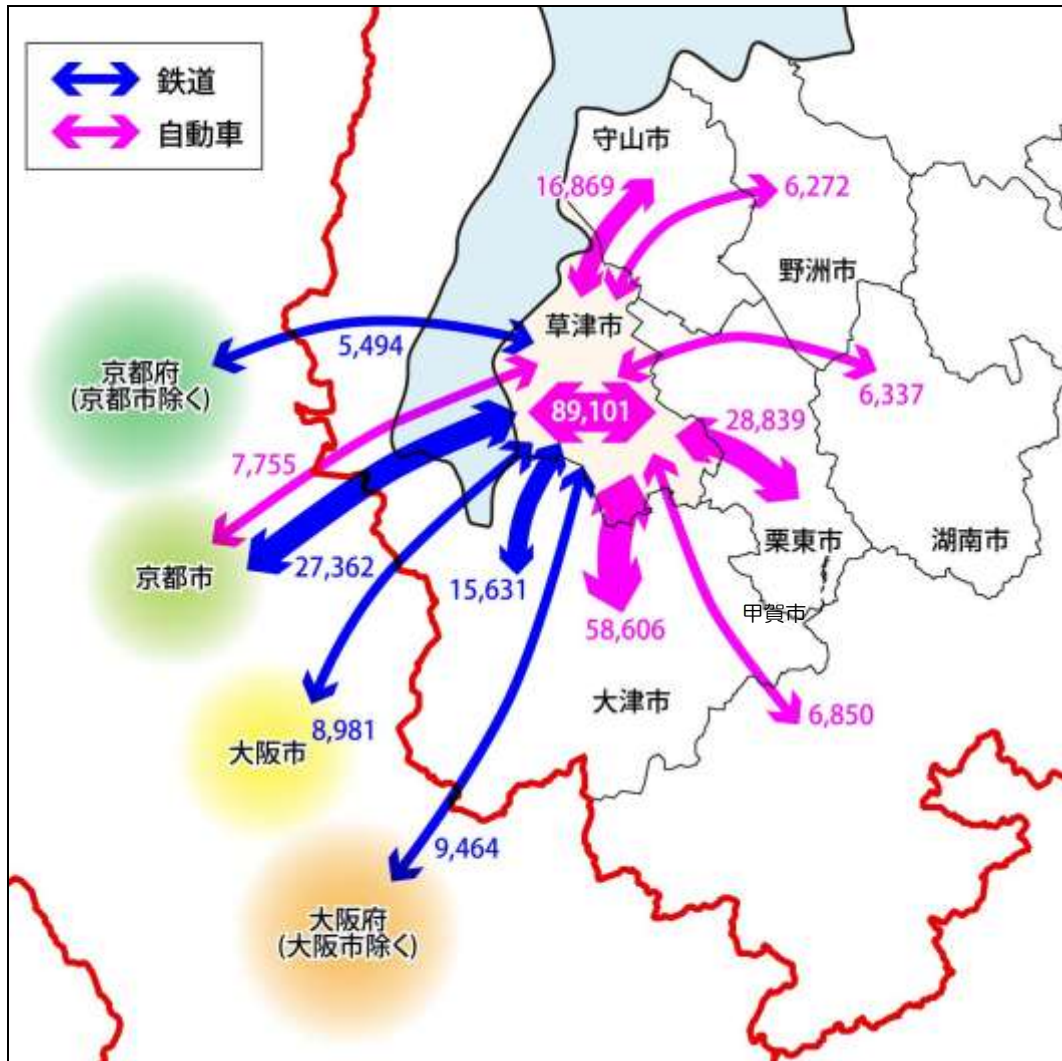 鉄道
自動車
守山市
16,869
6,272
野洲市
草津市
5,494
京都府
(京都市除く)
6,337
89,101
28,839
7,755
栗東市
湖南市
京都市
27,362
15,631
甲賀市
58,606
大津市
6,850
8,981
大阪市
9,464
大阪府
(大阪市除く)